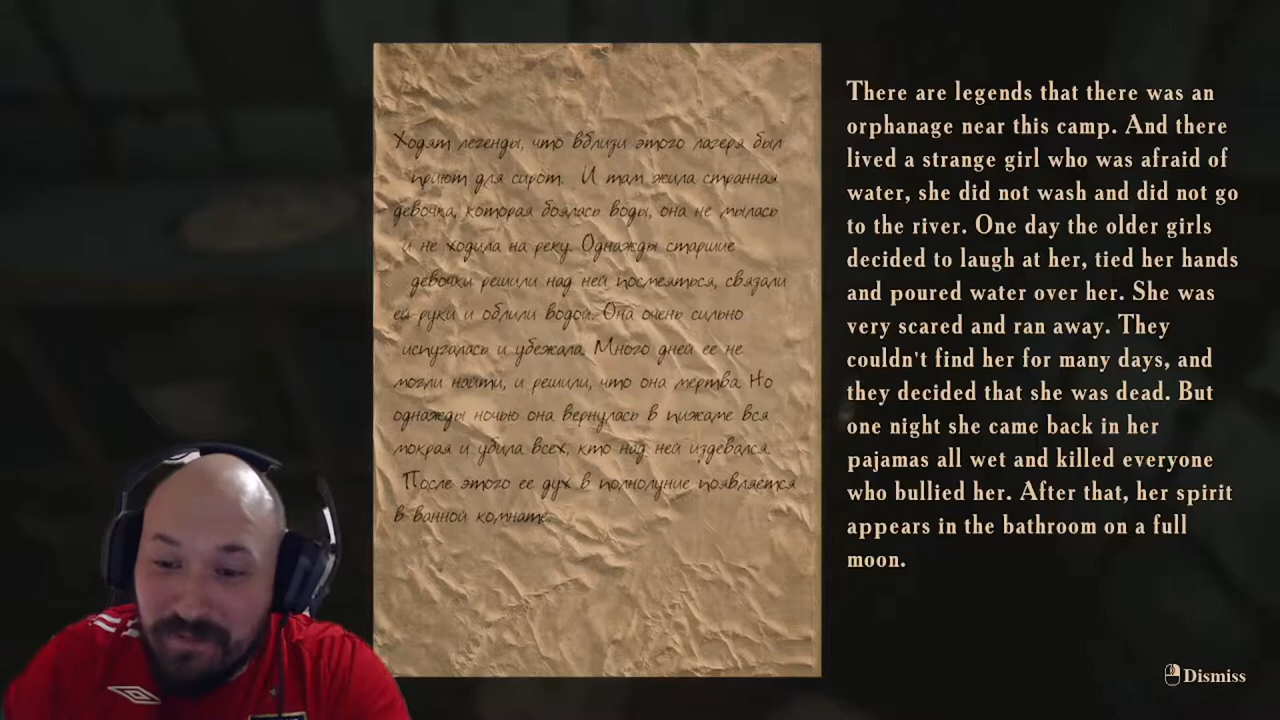 Ходят легенды, что вблизи этого лагеря был
приют для сирот. И там жила странная
девочка, которая боялась воды, она не мылась
и не ходила на реку. Однажды старшие
девочки решили над ней посмеяться, связали
ей руки и облили водой. Она очень сильно
испугалась и убежала. Много дней ее не
могли найти, и решили, что она мертва. Но
однажды ночью она вернулась в пижаме вся
мокрая и убила всех, кто над ней издевался.
После этого ее дух в полнолуние появляется
в ванной комнате.
There are legends that there was an
orphanage near this camp. And there
lived a strange girl who was afraid of
water, she did not wash and did not go
to the river. One day the older girls
decided to laugh at her, tied her hands
and poured water over her. She was
very scared and ran away. They
couldn't find her for many days, and
they decided that she was dead. But
one night she came back in her
pajamas all wet and killed everyone
who bullied her. After that, her spirit
appears in the bathroom on a full
moon.
Dismiss